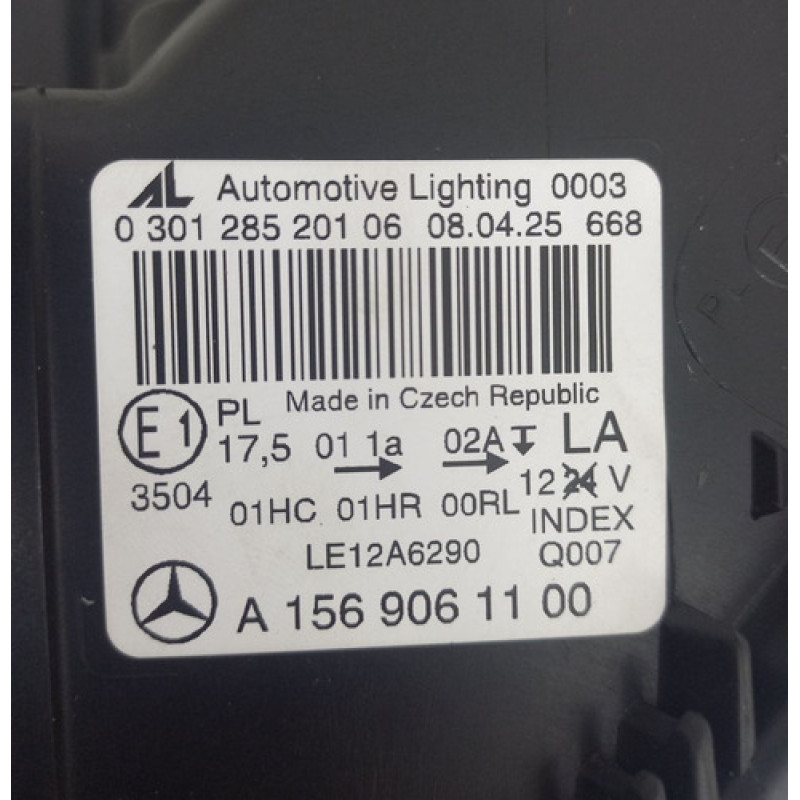 AL Automotive Lighting 0003
0 301 285 201 06 08.04.25 668
Made in Czech Republic
E1 PL 17,5 01 1a 02A LA
3504 12 24 V
01HC 01HR 00RL INDEX
LE12A6290 Q007
A 156 906 11 00